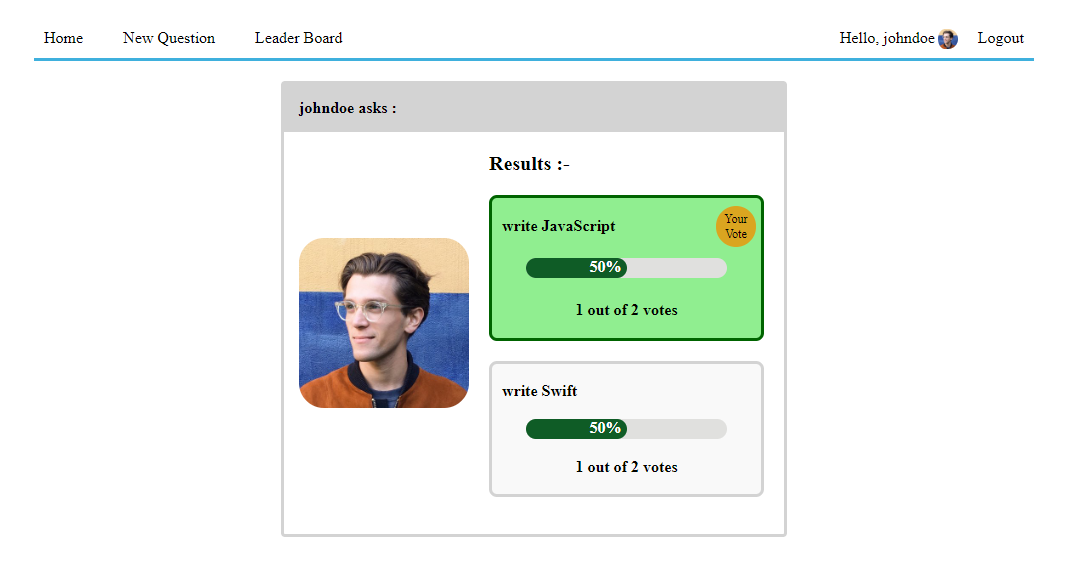 Home New Question Leader Board Hello, johndoe Logout
johndoe asks :
Results :-
write JavaScript
Your
Vote
50%
1 out of 2 votes
write Swift
50%
1 out of 2 votes